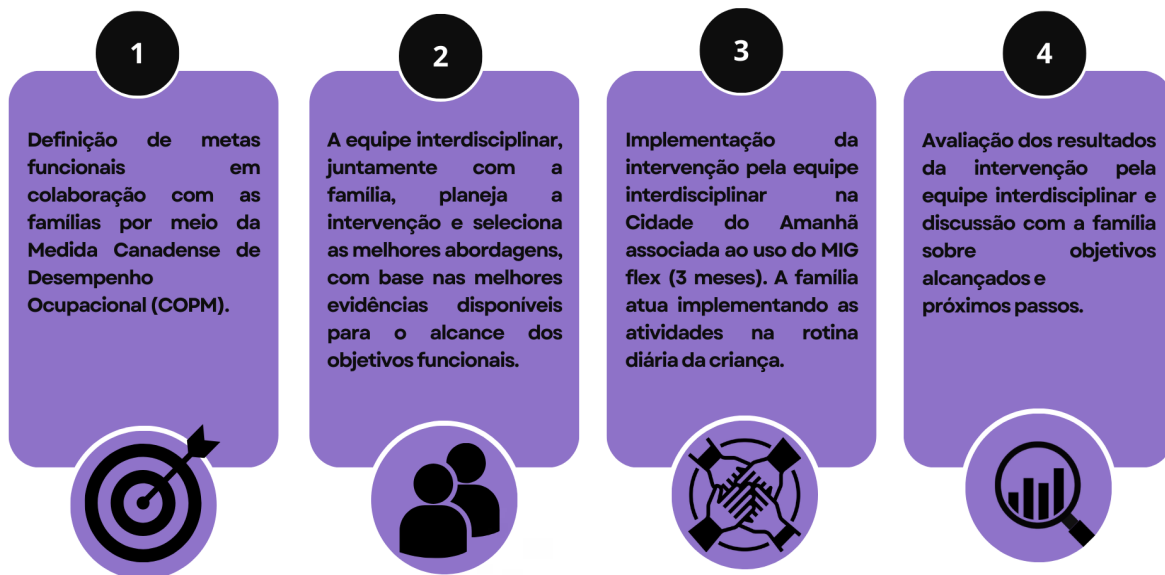 1
Definição de metas
funcionais em
colaboração com as
famílias por meio da
Medida Canadense de
Desempenho
Ocupacional (COPM).
2
A equipe interdisciplinar,
juntamente com a
família, planeja a
intervenção e seleciona
as melhores abordagens,
com base nas melhores
evidências disponíveis
para o alcance dos
objetivos funcionais.
3
Implementação da
intervenção pela equipe
interdisciplinar na
Cidade do Amanhã
associada ao uso do MIG
flex (3 meses). A família
atua implementando as
atividades na rotina
diária da criança.
4
Avaliação dos resultados
da intervenção pela
equipe interdisciplinar e
discussão com a família
sobre objetivos
alcançados e
próximos passos.